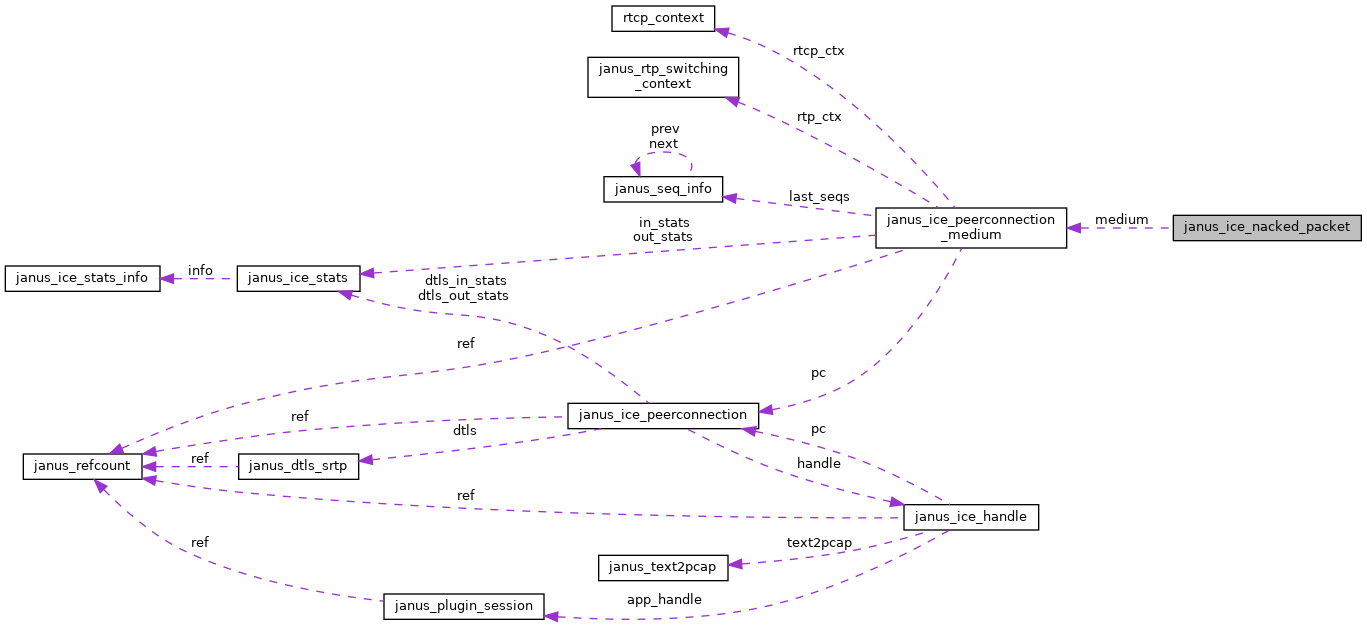 rtcp_context
rtcp_ctx
janus_rtp_switching
_context
rtp_ctx
prev
next
janus_seq_info
last_seqs
janus_ice_peerconnection
_medium
medium
janus_ice_nacked_packet
in_stats
out_stats
janus_ice_stats_info
info
janus_ice_stats
dtls_in_stats
dtls_out_stats
ref
pc
janus_ice_peerconnection
ref
dtls
pc
janus_refcount
ref
janus_dtls_srtp
handle
ref
janus_ice_handle
ref
text2pcap
janus_text2pcap
app_handle
janus_plugin_session